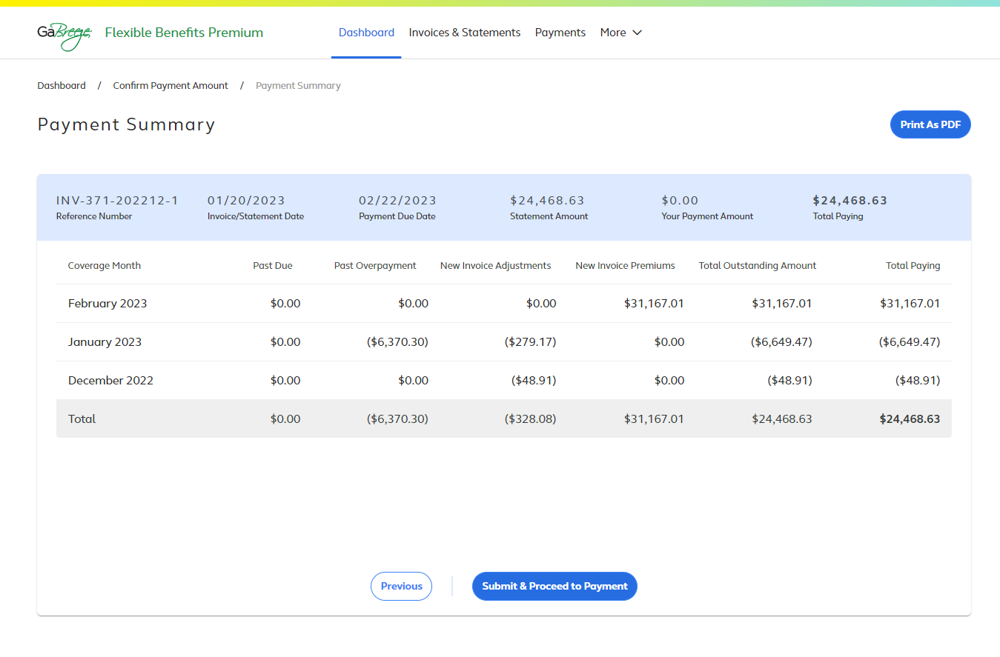 GaBreeze Flexible Benefits Premium Dashboard Invoices & Statements Payments More
Dashboard / Confirm Payment Amount / Payment Summary
Payment Summary Print As PDF
INV-371-202212-1 01/20/2023 02/22/2023 $24,468.63 $0.00 $24,468.63
Reference Number Invoice/Statement Date Payment Due Date Statement Amount Your Payment Amount Total Paying
Coverage Month Past Due Past Overpayment New Invoice Adjustments New Invoice Premiums Total Outstanding Amount Total Paying
February 2023 $0.00 $0.00 $0.00 $31,167.01 $31,167.01 $31,167.01
January 2023 $0.00 ($6,370.30) ($279.17) $0.00 ($6,649.47) ($6,649.47)
December 2022 $0.00 $0.00 ($48.91) $0.00 ($48.91) ($48.91)
Total $0.00 ($6,370.30) ($328.08) $31,167.01 $24,468.63 $24,468.63
Previous Submit & Proceed to Payment